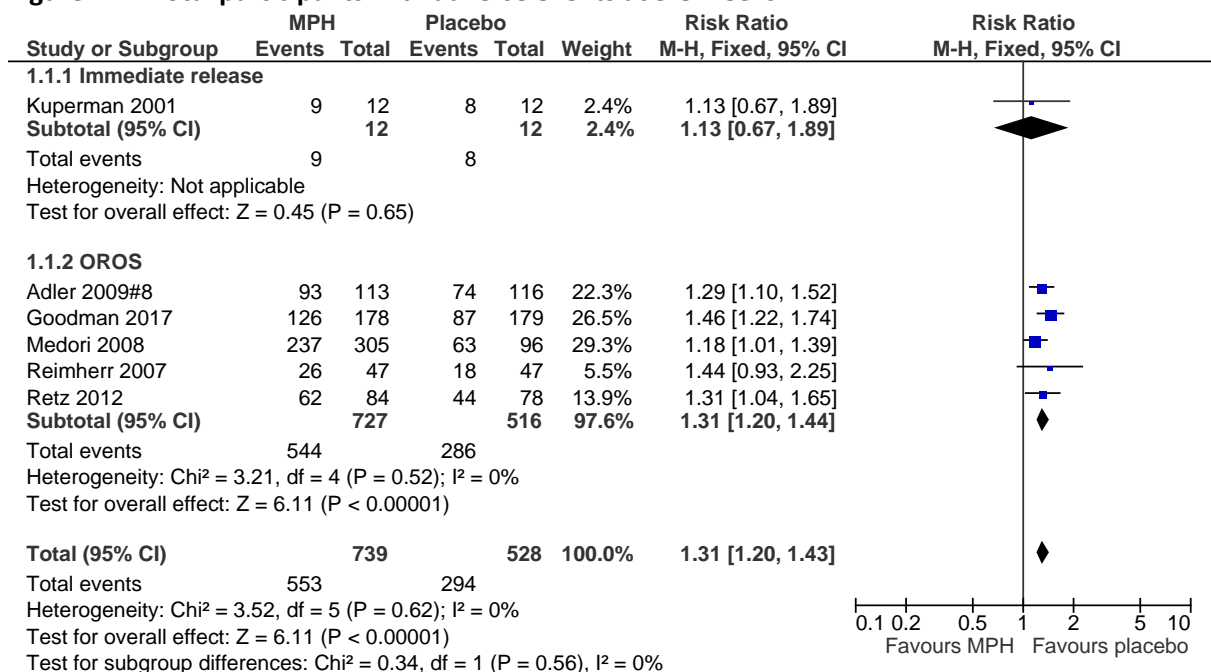 MPH Placebo Risk Ratio Risk Ratio
Study or Subgroup Events Total Events Total Weight M-H, Fixed, 95% CI M-H, Fixed, 95% CI
1.1.1 Immediate release
Kuperman 2001 9 12 8 12 2.4% 1.13 [0.67, 1.89]
Subtotal (95% CI) 12 12 2.4% 1.13 [0.67, 1.89]
Total events 9 8
Heterogeneity: Not applicable
Test for overall effect: Z = 0.45 (P = 0.65)
1.1.2 OROS
Adler 2009#8 93 113 74 116 22.3% 1.29 [1.10, 1.52]
Goodman 2017 126 178 87 179 26.5% 1.46 [1.22, 1.74]
Medori 2008 237 305 63 96 29.3% 1.18 [1.01, 1.39]
Reimherr 2007 26 47 18 47 5.5% 1.44 [0.93, 2.25]
Retz 2012 62 84 44 78 13.9% 1.31 [1.04, 1.65]
Subtotal (95% CI) 727 516 97.6% 1.31 [1.20, 1.44]
Total events 544 286
Heterogeneity: Chi² = 3.21, df = 4 (P = 0.52); I² = 0%
Test for overall effect: Z = 6.11 (P < 0.00001)
Total (95% CI) 739 528 100.0% 1.31 [1.20, 1.43]
Total events 553 294
Heterogeneity: Chi² = 3.52, df = 5 (P = 0.62); I² = 0%
Test for overall effect: Z = 6.11 (P < 0.00001)
Test for subgroup differences: Chi² = 0.34, df = 1 (P = 0.56), I² = 0%
0.1 0.2 0.5 1 2 5 10
Favours MPH Favours placebo